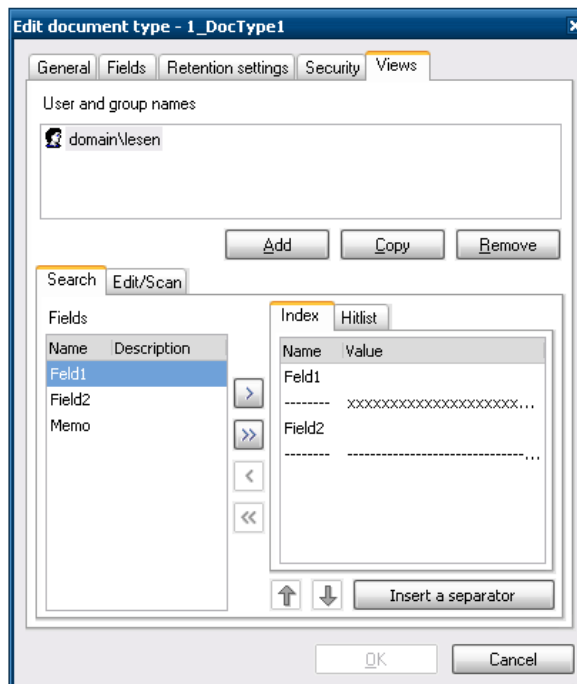 Edit document type - 1_DocType1
General Fields Retention settings Security Views
User and group names
domain\lesen
Add Copy Remove
Search Edit/Scan
Fields
Name Description
Feld1
Field2
Memo
> 
>>
<
<<
Index Hitlist
Name Value
Feld1
-------- xxxxxxxxxxxxxxxxxxxx...
Field2
-------- ------------------------------...
Insert a separator
OK Cancel